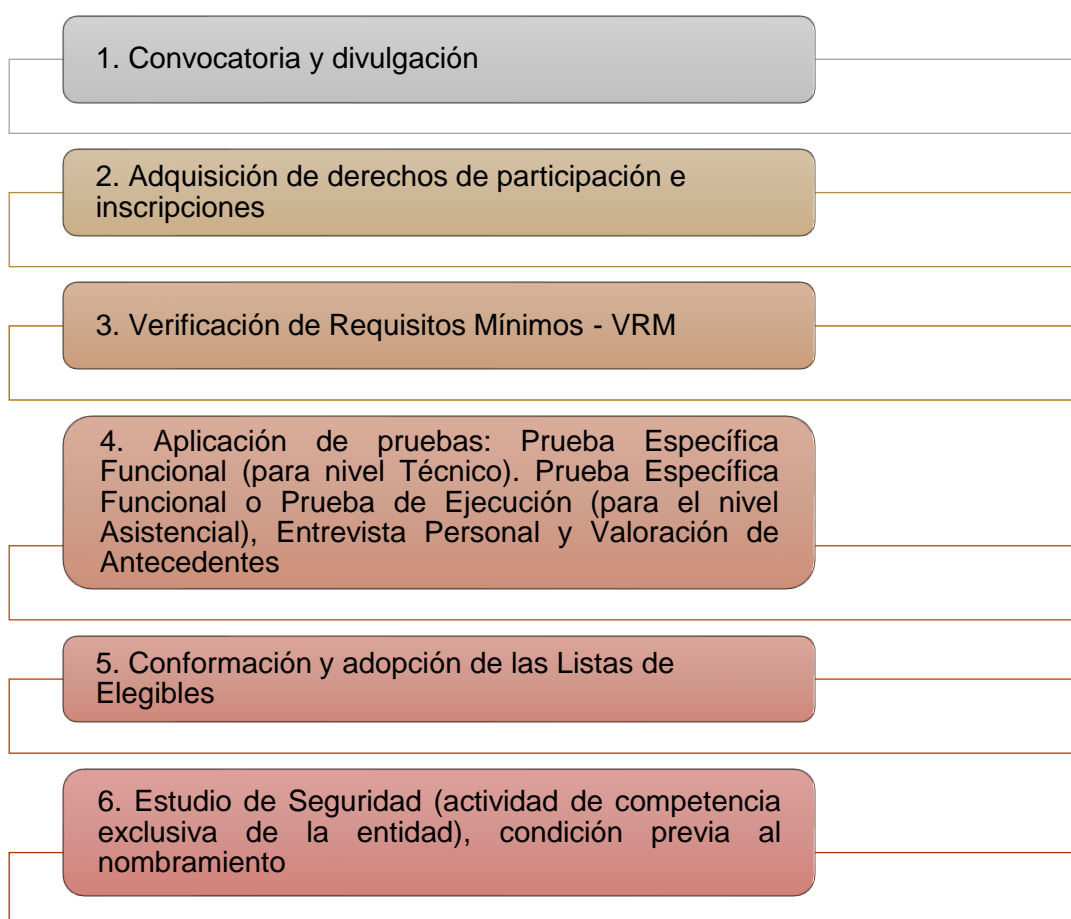 1. Convocatoria y divulgación
2. Adquisición de derechos de participación e
inscripciones
3. Verificación de Requisitos Mínimos - VRM
4. Aplicación de pruebas: Prueba Específica
Funcional (para nivel Técnico). Prueba Específica
Funcional o Prueba de Ejecución (para el nivel
Asistencial), Entrevista Personal y Valoración de
Antecedentes
5. Conformación y adopción de las Listas de
Elegibles
6. Estudio de Seguridad (actividad de competencia
exclusiva de la entidad), condición previa al
nombramiento